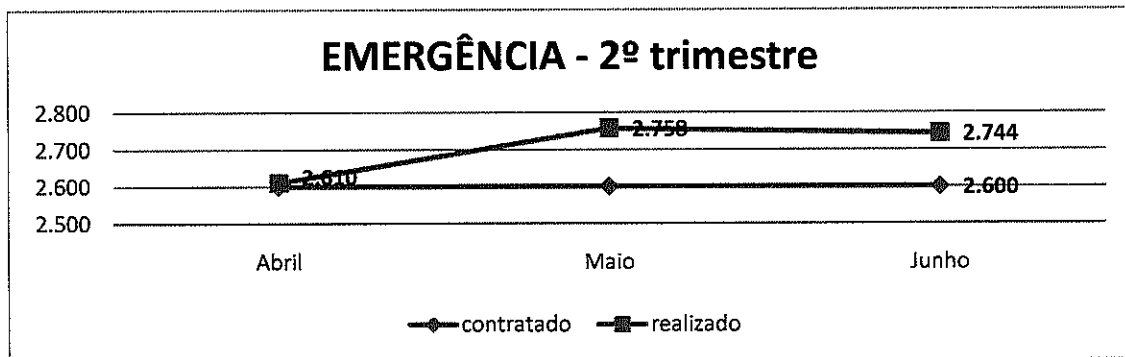 EMERGÊNCIA - 2º trimestre
2.800
2.758
2.744
2.700
2.610
2.600
2.600
2.500
Abril Maio Junho
contratado realizado